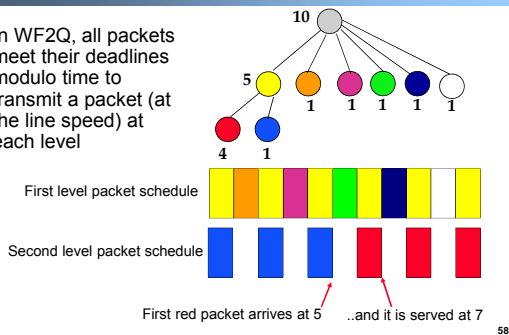 n WF2Q, all packets
meet their deadlines
modulo time to
ransmit a packet (at
he line speed) at
each level
10
5
1
1
1
1
1
4
1
First level packet schedule
Second level packet schedule
First red packet arrives at 5
..and it is served at 7
58